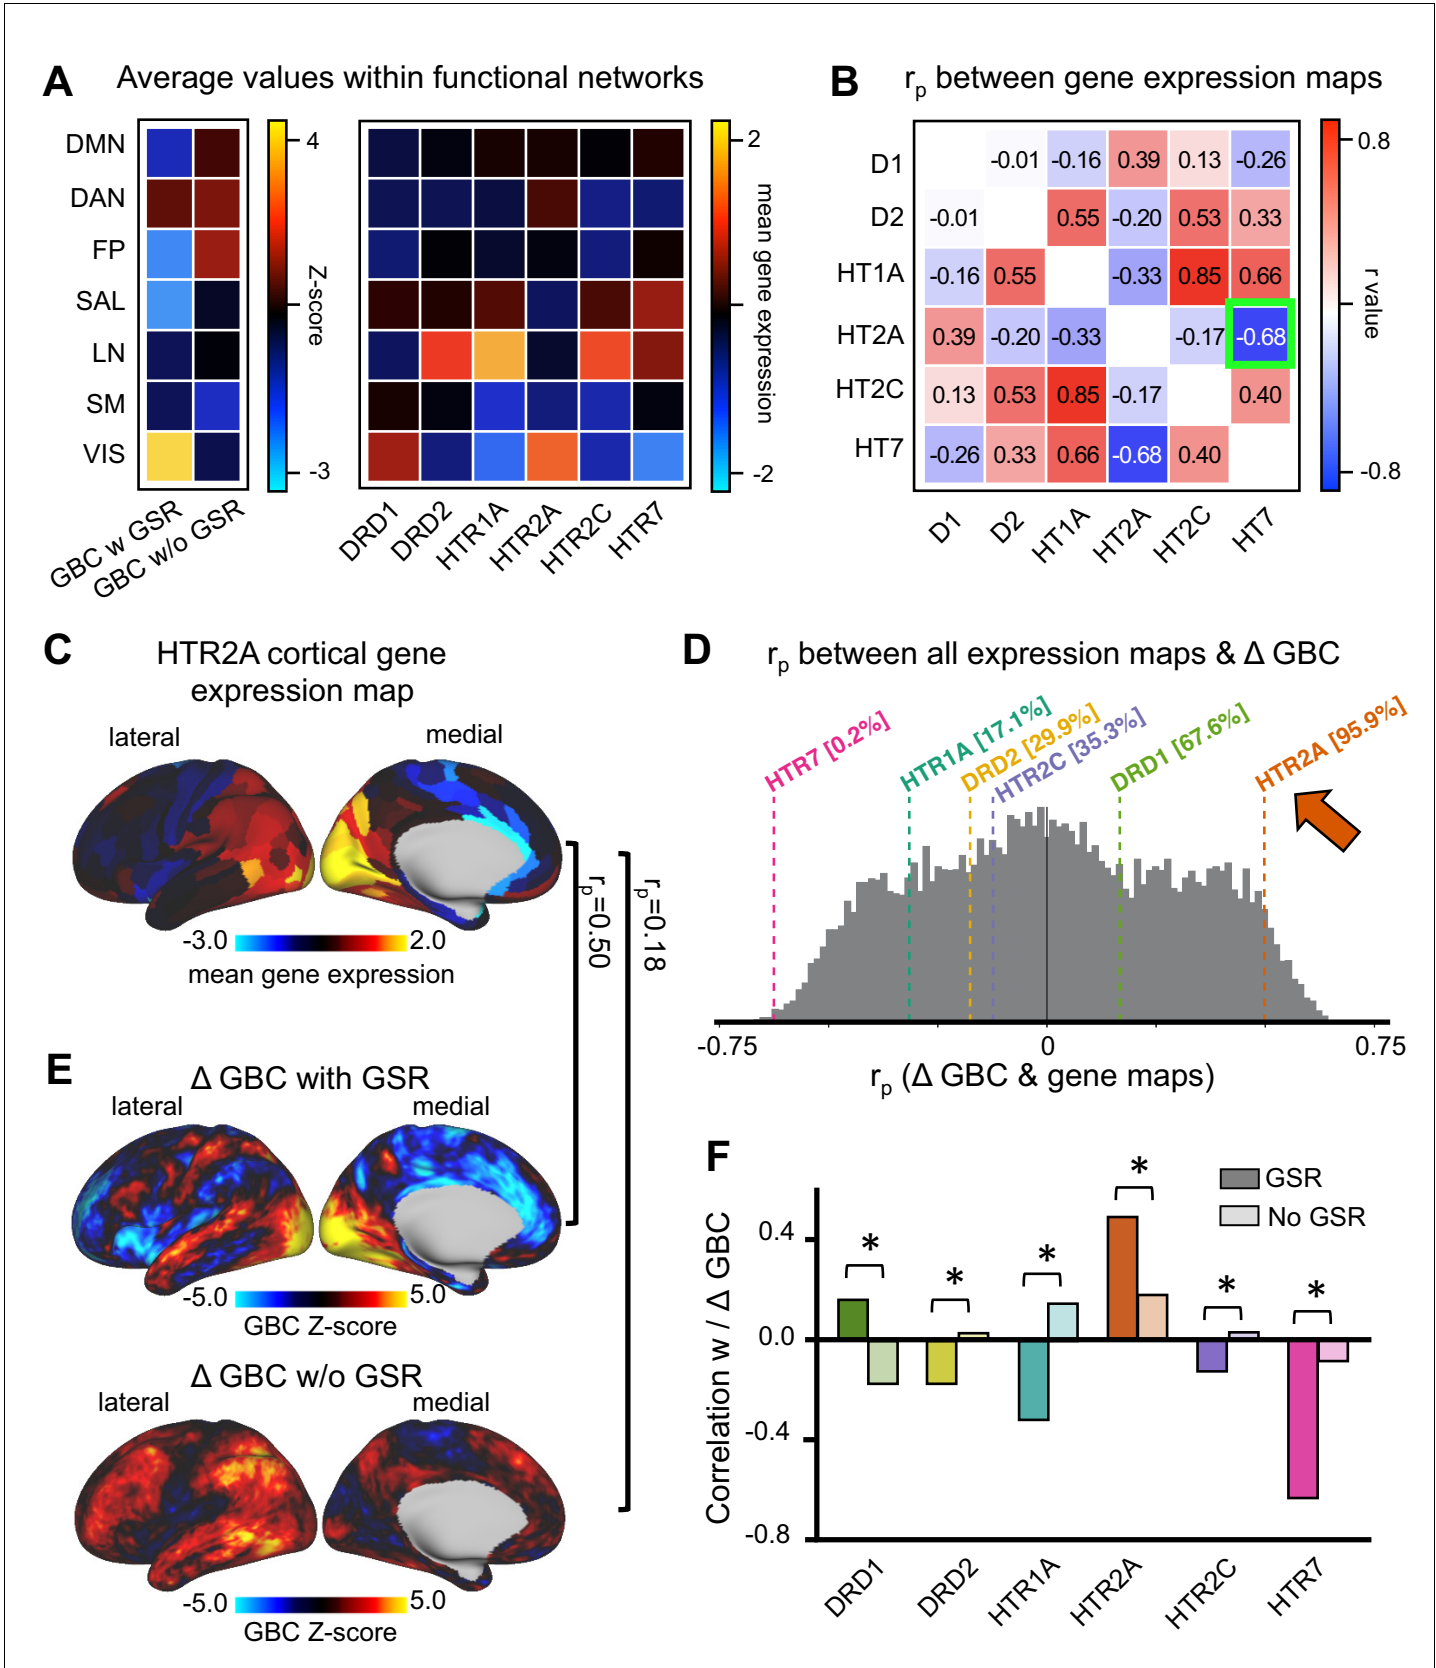 A Average values within functional networks
DMN
DAN
FP
SAL
LN
SM
VIS
GBC w GSR
GBC w/o GSR
4
-3
Z-score
DRD1
DRD2
HTR1A
HTR2A
HTR2C
HTR7
2
-2
mean gene expression
B rp between gene expression maps
D1 -0.01 -0.16 0.39 0.13 -0.26
D2 -0.01 0.55 -0.20 0.53 0.33
HT1A -0.16 0.55 -0.33 0.85 0.66
HT2A 0.39 -0.20 -0.33 -0.17 -0.68
HT2C 0.13 0.53 0.85 -0.17 0.40
HT7 -0.26 0.33 0.66 -0.68 0.40
D1
D2
HT1A
HT2A
HT2C
HT7
0.8
-0.8
r value
C HTR2A cortical gene
expression map
lateral medial
-3.0 2.0
mean gene expression
rp=0.50
rp=0.18
D rp between all expression maps & Δ GBC
HTR7 [0.2%]
HTR1A [17.1%]
DRD2 [29.9%]
HTR2C [35.3%]
DRD1 [67.6%]
HTR2A [95.9%]
-0.75 0 0.75
rp (Δ GBC & gene maps)
E Δ GBC with GSR
lateral medial
-5.0 5.0
GBC Z-score
Δ GBC w/o GSR
lateral medial
-5.0 5.0
GBC Z-score
F
GSR
No GSR
Correlation w / Δ GBC
0.4
0.0
-0.4
-0.8
* * * * * *
DRD1
DRD2
HTR1A
HTR2A
HTR2C
HTR7